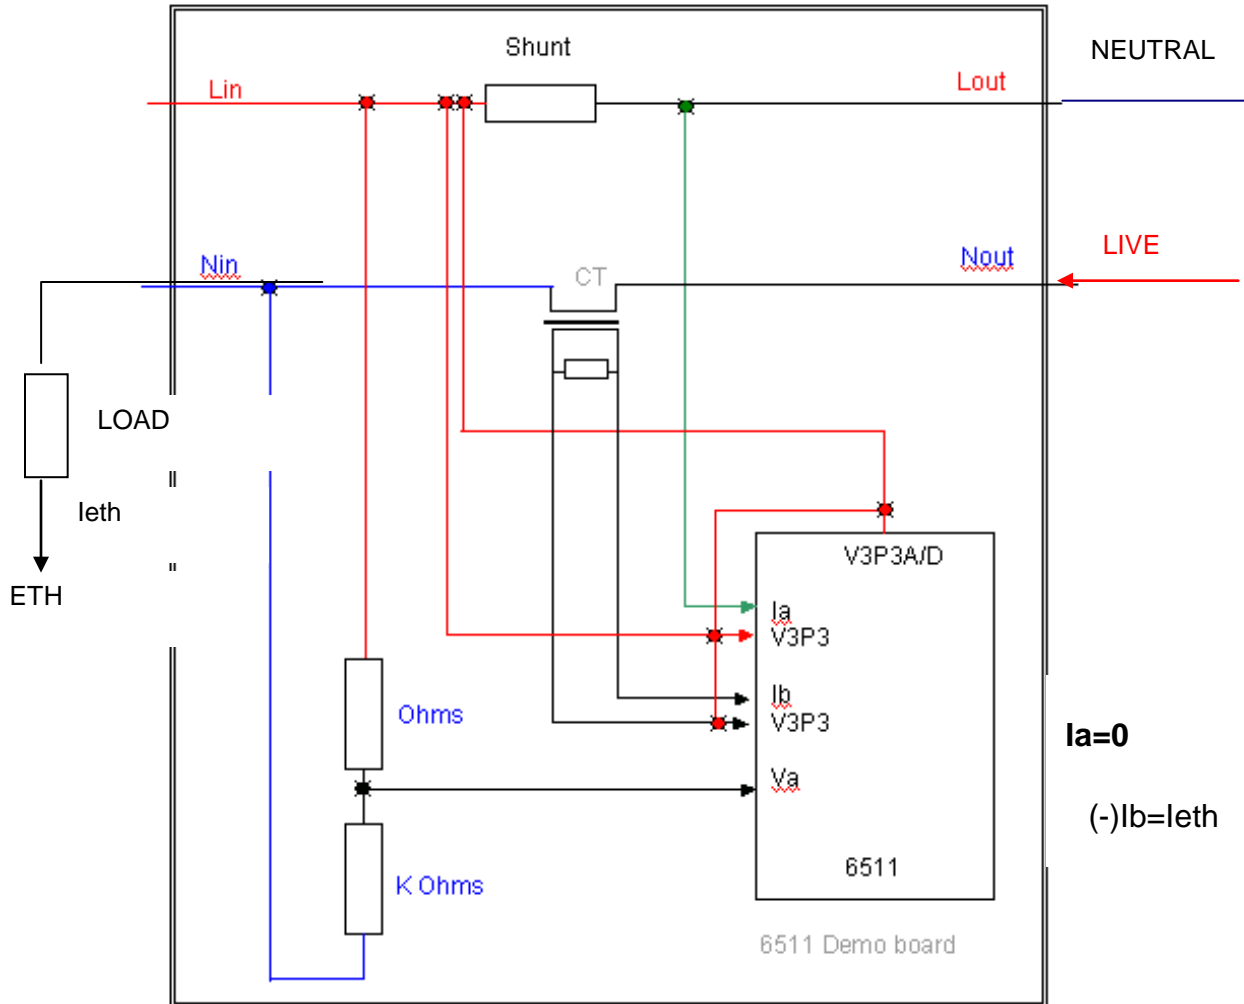 Shunt
NEUTRAL
Lin
Lout
Nin
CT
Nout
LIVE
LOAD
Ieth
ETH
V3P3A/D
Ia
V3P3
Ib
V3P3
Ohms
Va
Ia=0
(-)Ib=Ieth
K Ohms
6511
6511 Demo board